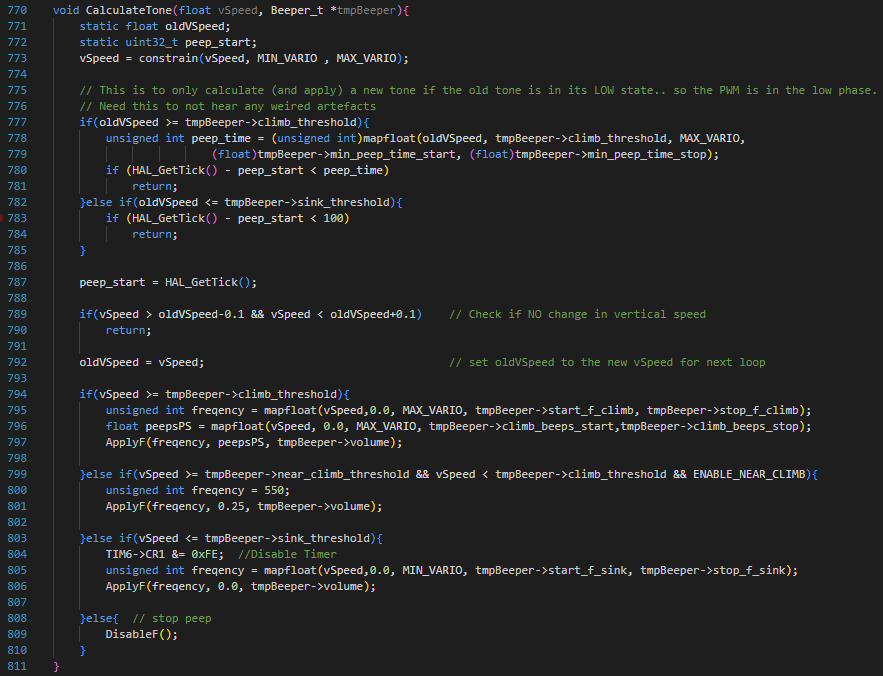 770 void CalculateTone(float vSpeed, Beeper_t *tmpBeeper){
771 static float oldVSpeed;
772 static uint32_t peep_start;
773 vSpeed = constrain(vSpeed, MIN_VARIO , MAX_VARIO);
774
775 // This is to only calculate (and apply) a new tone if the old tone is in its LOW state.. so the PWM is in the low phase.
776 // Need this to not hear any weired artefacts
777 if(oldVSpeed >= tmpBeeper->climb_threshold){
778 unsigned int peep_time = (unsigned int)mapfloat(oldVSpeed, tmpBeeper->climb_threshold, MAX_VARIO,
779 (float)tmpBeeper->min_peep_time_start, (float)tmpBeeper->min_peep_time_stop);
780 if (HAL_GetTick() - peep_start < peep_time)
781 return;
782 }else if(oldVSpeed <= tmpBeeper->sink_threshold){
783 if (HAL_GetTick() - peep_start < 100)
784 return;
785 }
786
787 peep_start = HAL_GetTick();
788
789 if(vSpeed > oldVSpeed-0.1 && vSpeed < oldVSpeed+0.1) // Check if NO change in vertical speed
790 return;
791
792 oldVSpeed = vSpeed; // set oldVSpeed to the new vSpeed for next loop
793
794 if(vSpeed >= tmpBeeper->climb_threshold){
795 unsigned int freqency = mapfloat(vSpeed,0.0, MAX_VARIO, tmpBeeper->start_f_climb, tmpBeeper->stop_f_climb);
796 float peepsPS = mapfloat(vSpeed, 0.0, MAX_VARIO, tmpBeeper->climb_beeps_start,tmpBeeper->climb_beeps_stop);
797 ApplyF(freqency, peepsPS, tmpBeeper->volume);
798
799 }else if(vSpeed >= tmpBeeper->near_climb_threshold && vSpeed < tmpBeeper->climb_threshold && ENABLE_NEAR_CLIMB){
800 unsigned int freqency = 550;
801 ApplyF(freqency, 0.25, tmpBeeper->volume);
802
803 }else if(vSpeed <= tmpBeeper->sink_threshold){
804 TIM6->CR1 &= 0xFE; //Disable Timer
805 unsigned int freqency = mapfloat(vSpeed,0.0, MIN_VARIO, tmpBeeper->start_f_sink, tmpBeeper->stop_f_sink);
806 ApplyF(freqency, 0.0, tmpBeeper->volume);
807
808 }else{ // stop peep
809 DisableF();
810 }
811 }